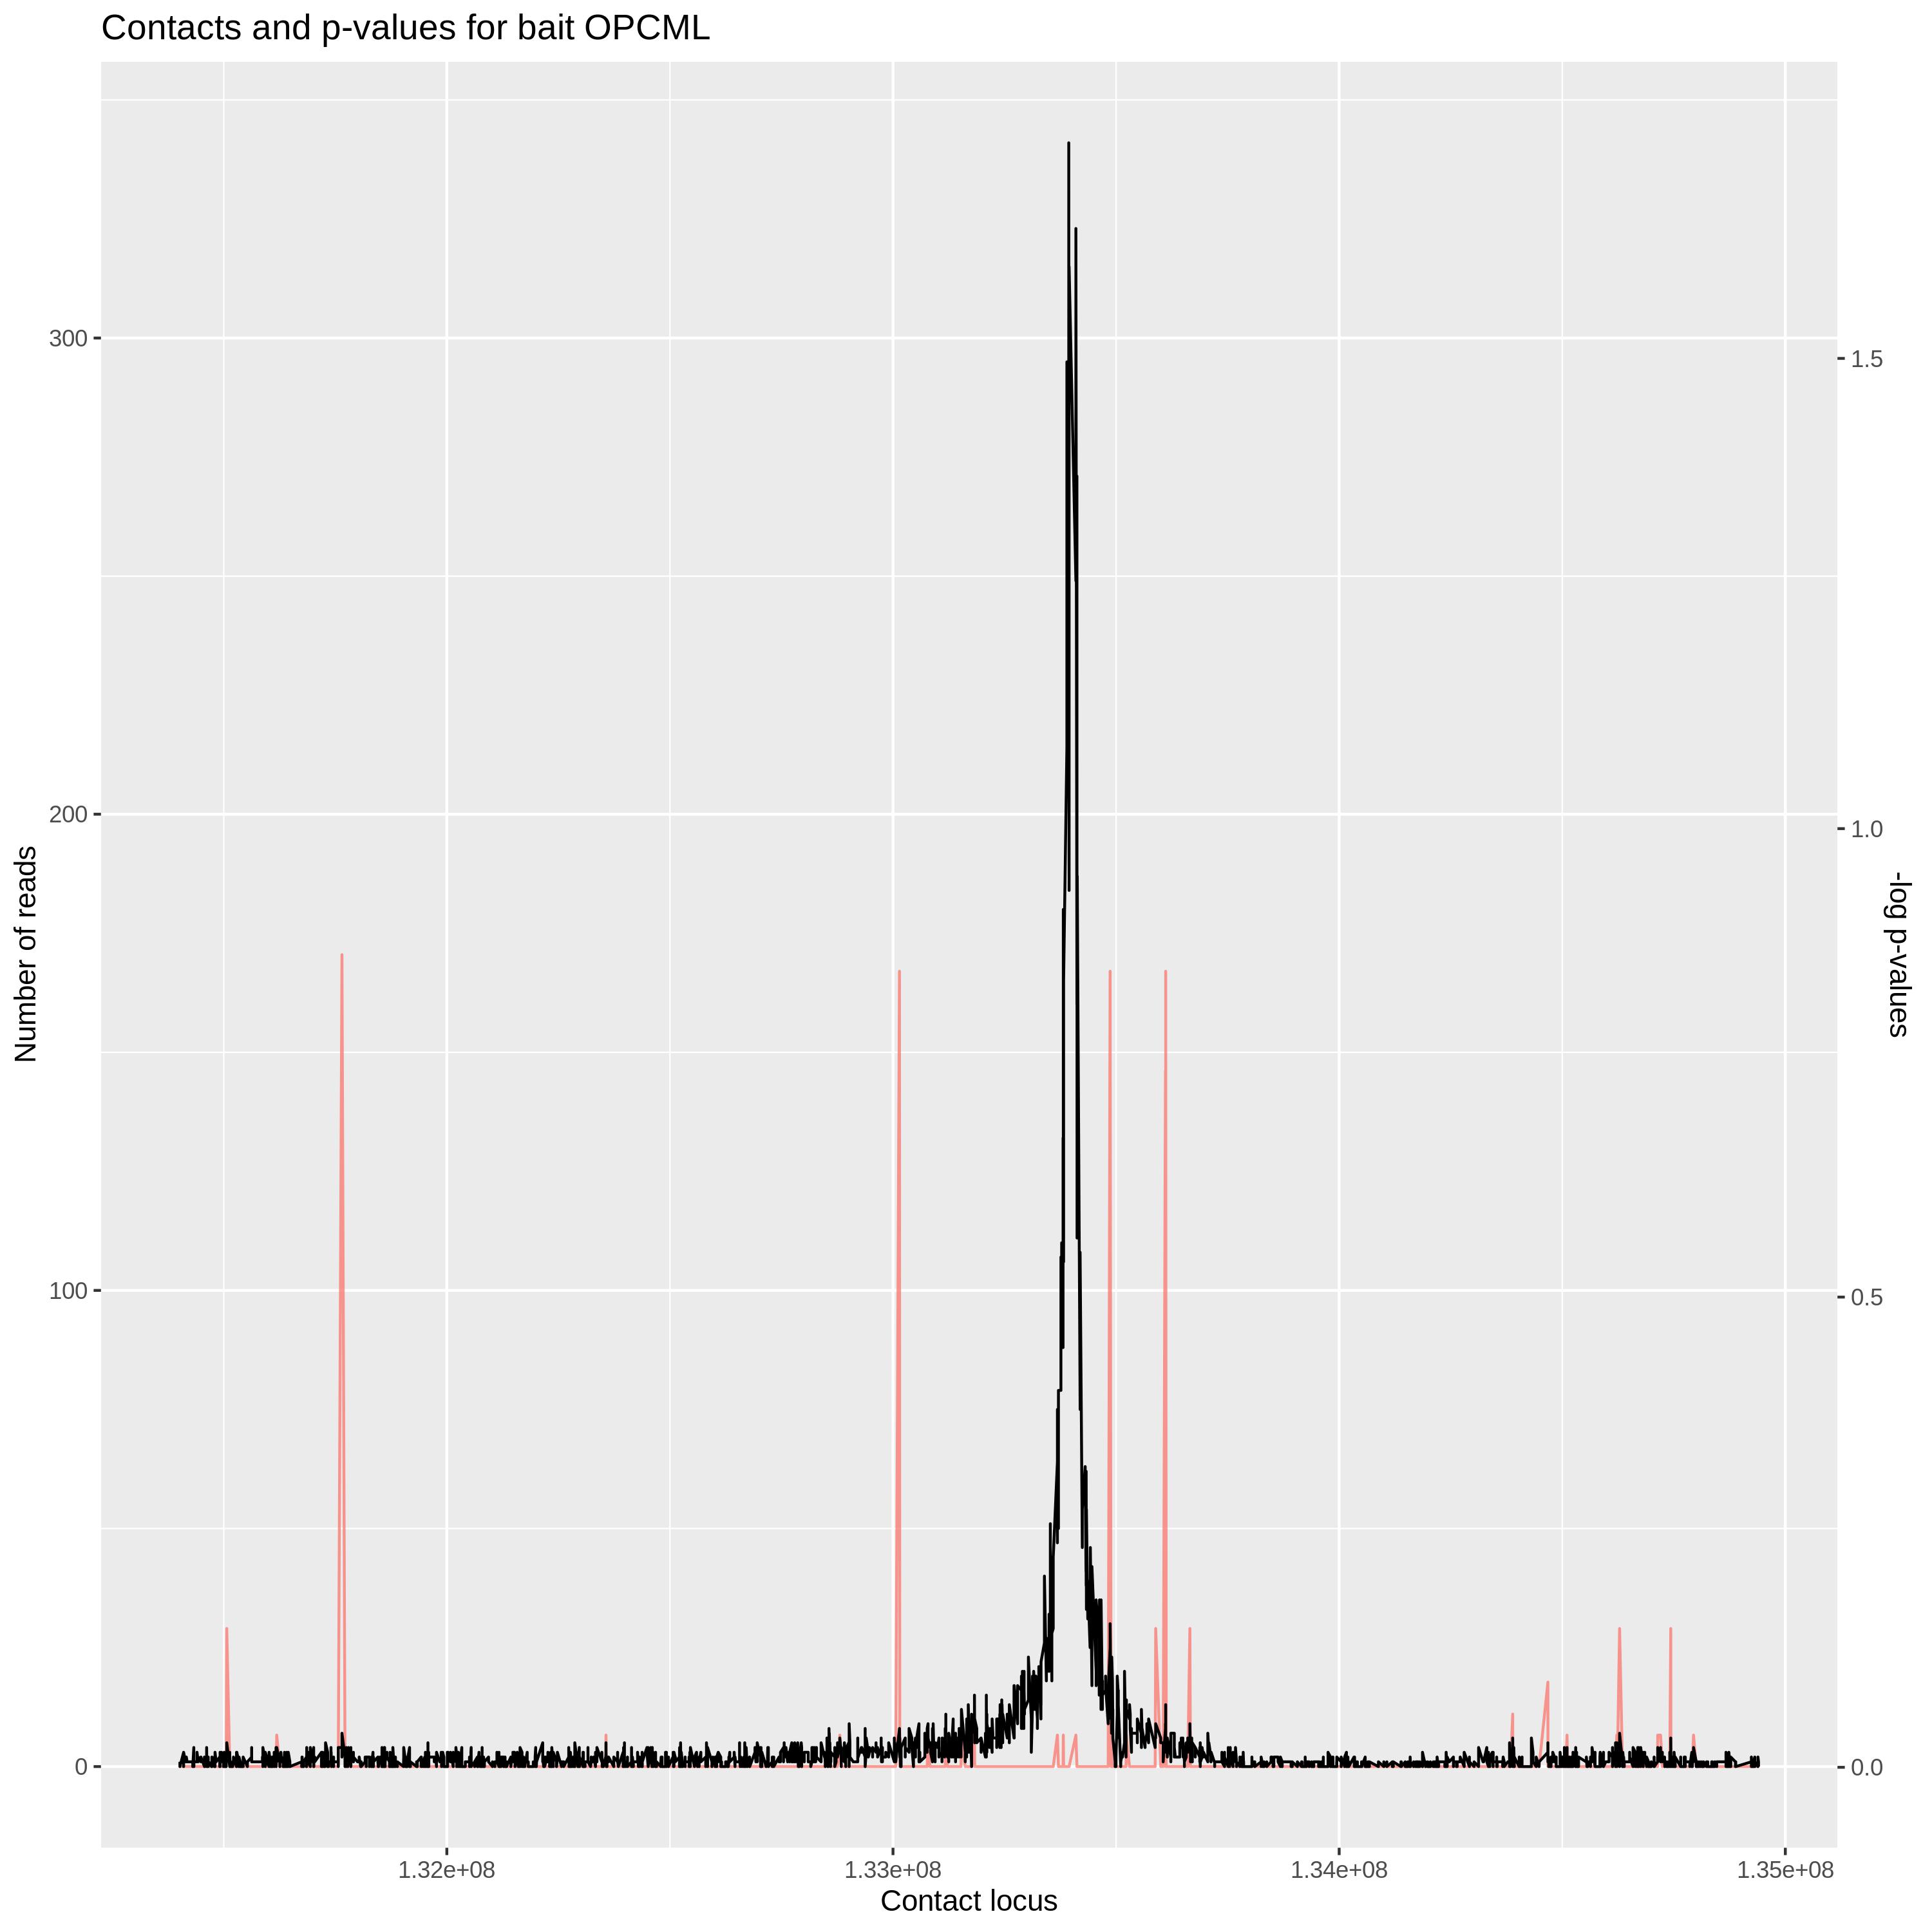 Contacts and p-values for bait OPCML
Number of reads
300
200
100
0
1.5
1.0
0.5
0.0
-log p-values
1.32e+08 1.33e+08 1.34e+08 1.35e+08
Contact locus